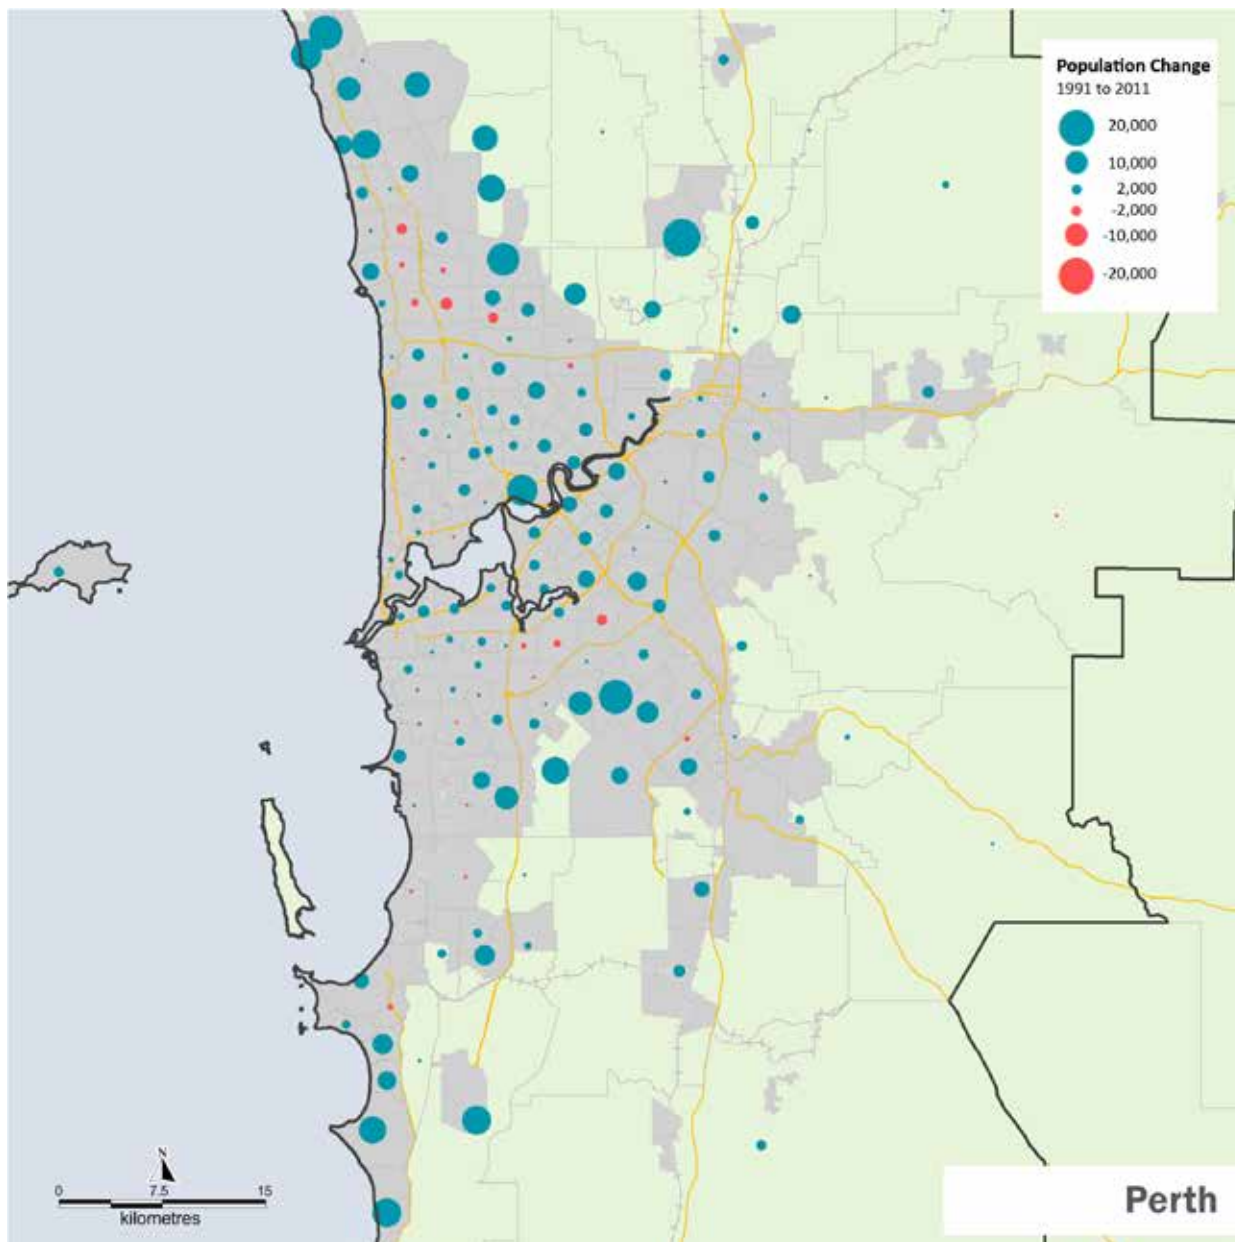 Population Change
1991 to 2011
20,000
10,000
2,000
-2,000
-10,000
-20,000
N
0 7.5 15
kilometres
Perth